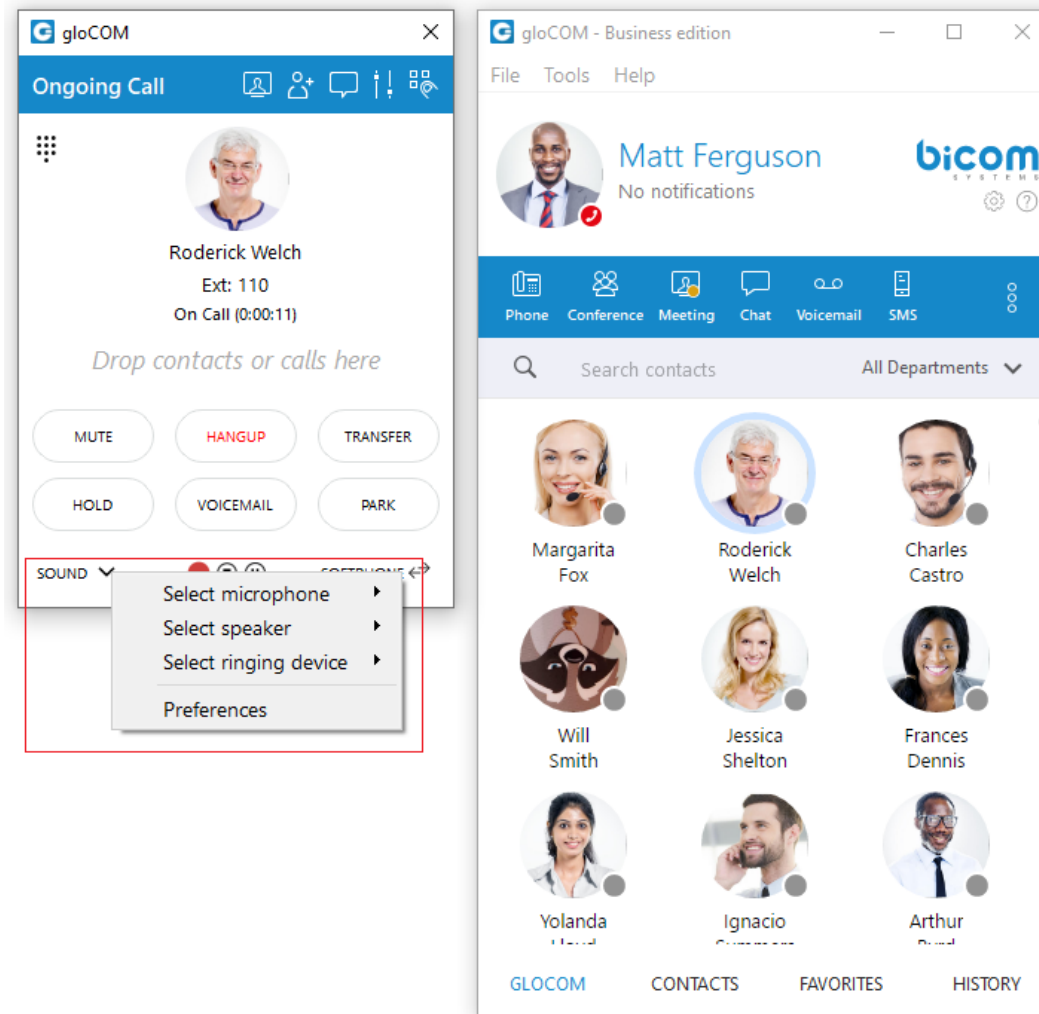 gloCOM
Ongoing Call
Roderick Welch
Ext: 110
On Call (0:00:11)
Drop contacts or calls here
MUTE HANGUP TRANSFER
HOLD VOICEMAIL PARK
SOUND SOFTPHONE
Select microphone
Select speaker
Select ringing device
Preferences
gloCOM - Business edition
File Tools Help
Matt Ferguson
No notifications
bicom
SYSTEMS
Phone Conference Meeting Chat Voicemail SMS
Search contacts All Departments
Margarita Roderick Charles
Fox Welch Castro
Will Jessica Frances
Smith Shelton Dennis
Yolanda Ignacio Arthur
GLOCOM CONTACTS FAVORITES HISTORY